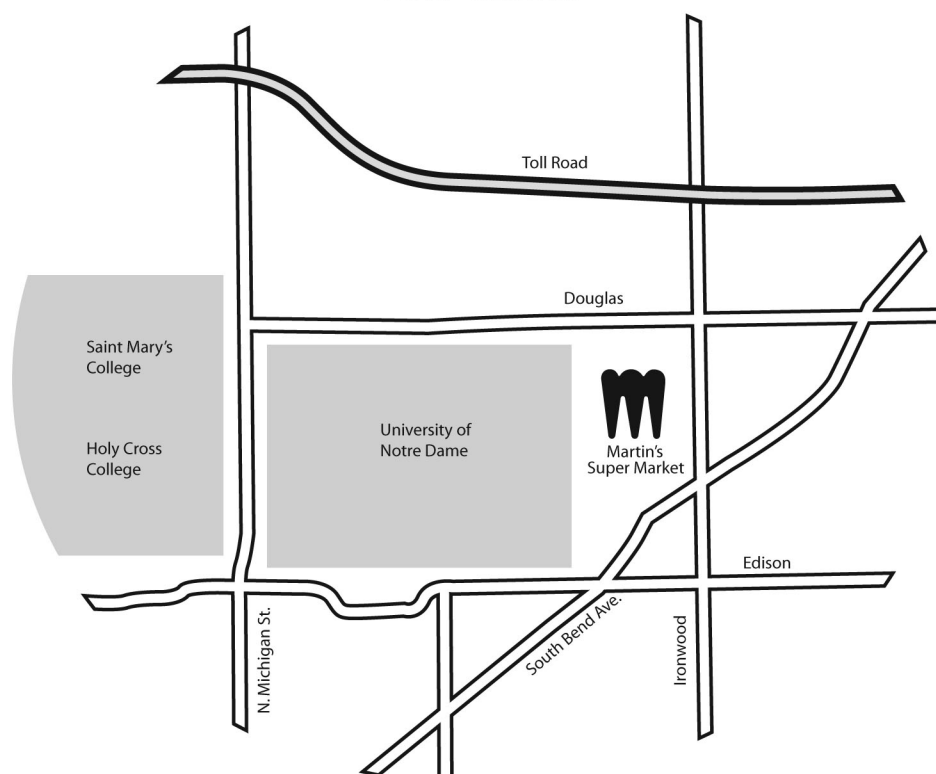 Toll Road
Douglas
Saint Mary's
College
University of
Notre Dame
Holy Cross
College
Martin's
Super Market
Edison
N. Michigan St.
South Bend Ave.
Ironwood